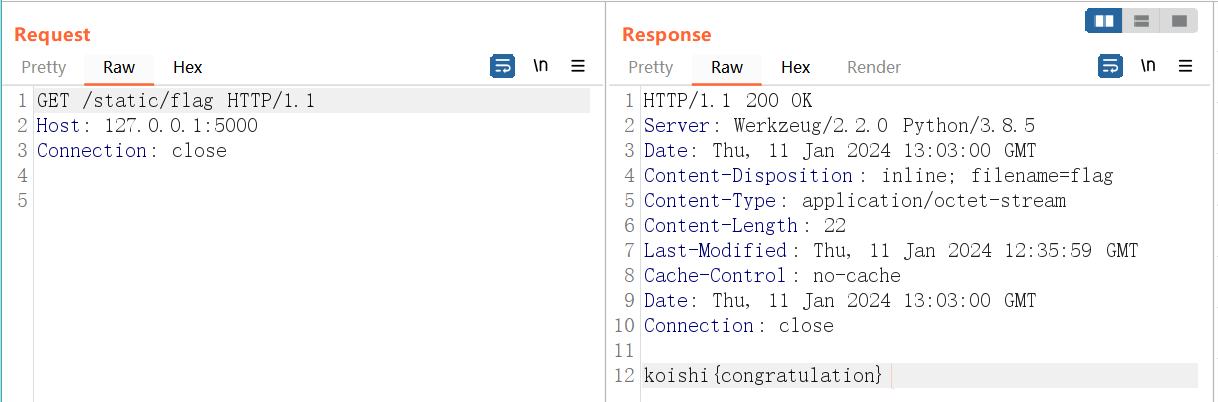 Request
Pretty Raw Hex
\n
1 GET /static/flag HTTP/1.1
2 Host: 127.0.0.1:5000
3 Connection: close
4
5
Response
Pretty Raw Hex Render
\n
1 HTTP/1.1 200 OK
2 Server: Werkzeug/2.2.0 Python/3.8.5
3 Date: Thu, 11 Jan 2024 13:03:00 GMT
4 Content-Disposition: inline; filename=flag
5 Content-Type: application/octet-stream
6 Content-Length: 22
7 Last-Modified: Thu, 11 Jan 2024 12:35:59 GMT
8 Cache-Control: no-cache
9 Date: Thu, 11 Jan 2024 13:03:00 GMT
10 Connection: close
11
12 koishi{congratulation}